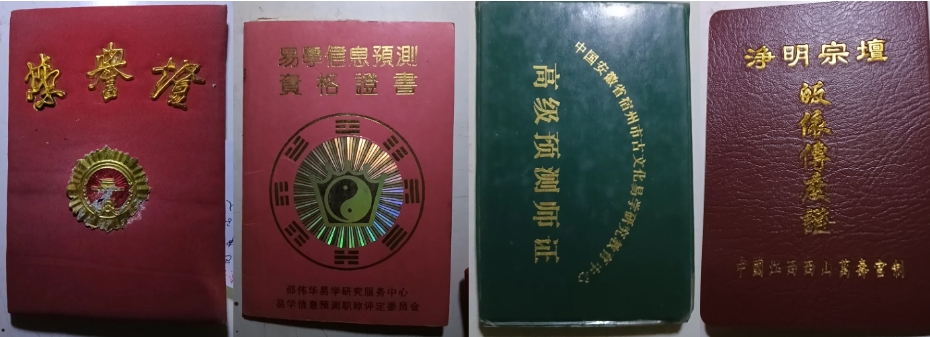 榮譽證
易學信息預測
資格證書
邵伟华易学研究服务中心
易学信息预测职称评定委员会
中国安徽省宿州市古文化易学研究教育中心
高级预测师证
淨明宗壇
皈依傳度證
中國江西西山萬壽宮制